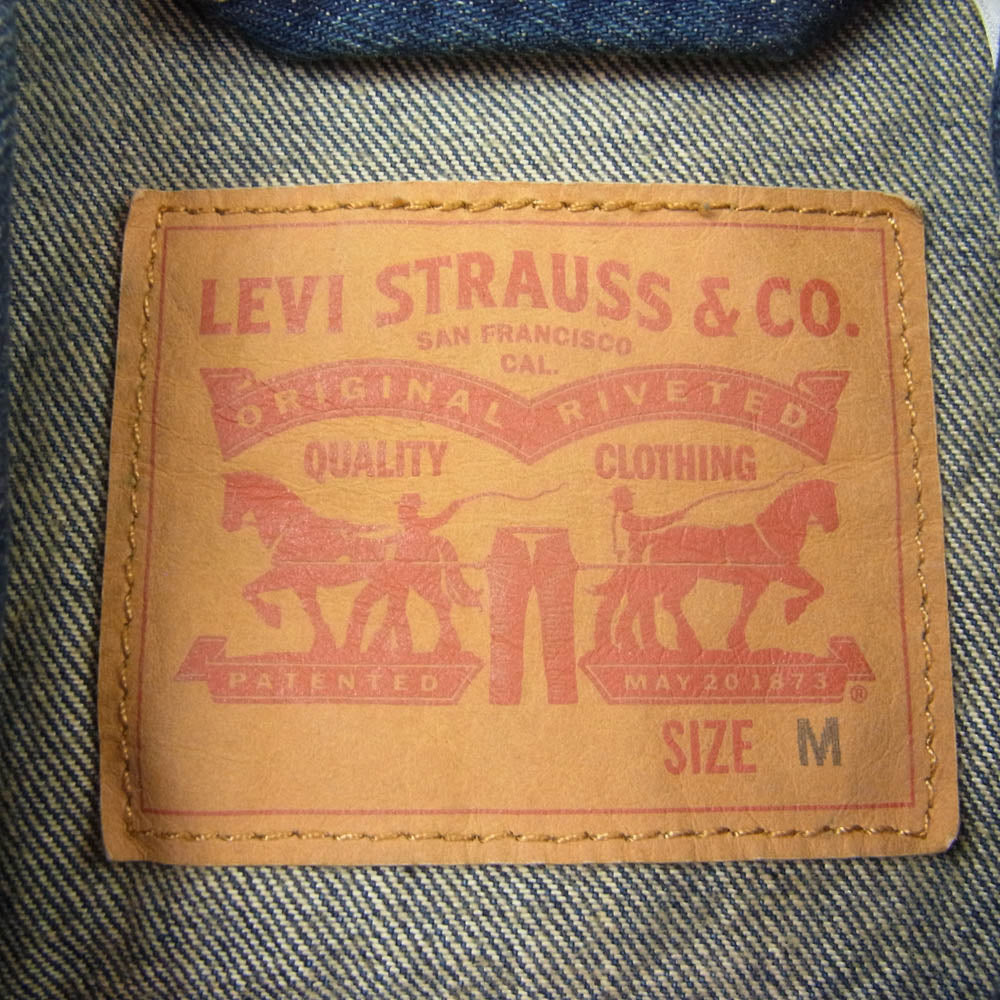 LEVI STRAUSS & CO.
SAN FRANCISCO
CAL.
ORIGINAL RIVETED
QUALITY CLOTHING
PATENTED MAY 20 1873 ®
SIZE M